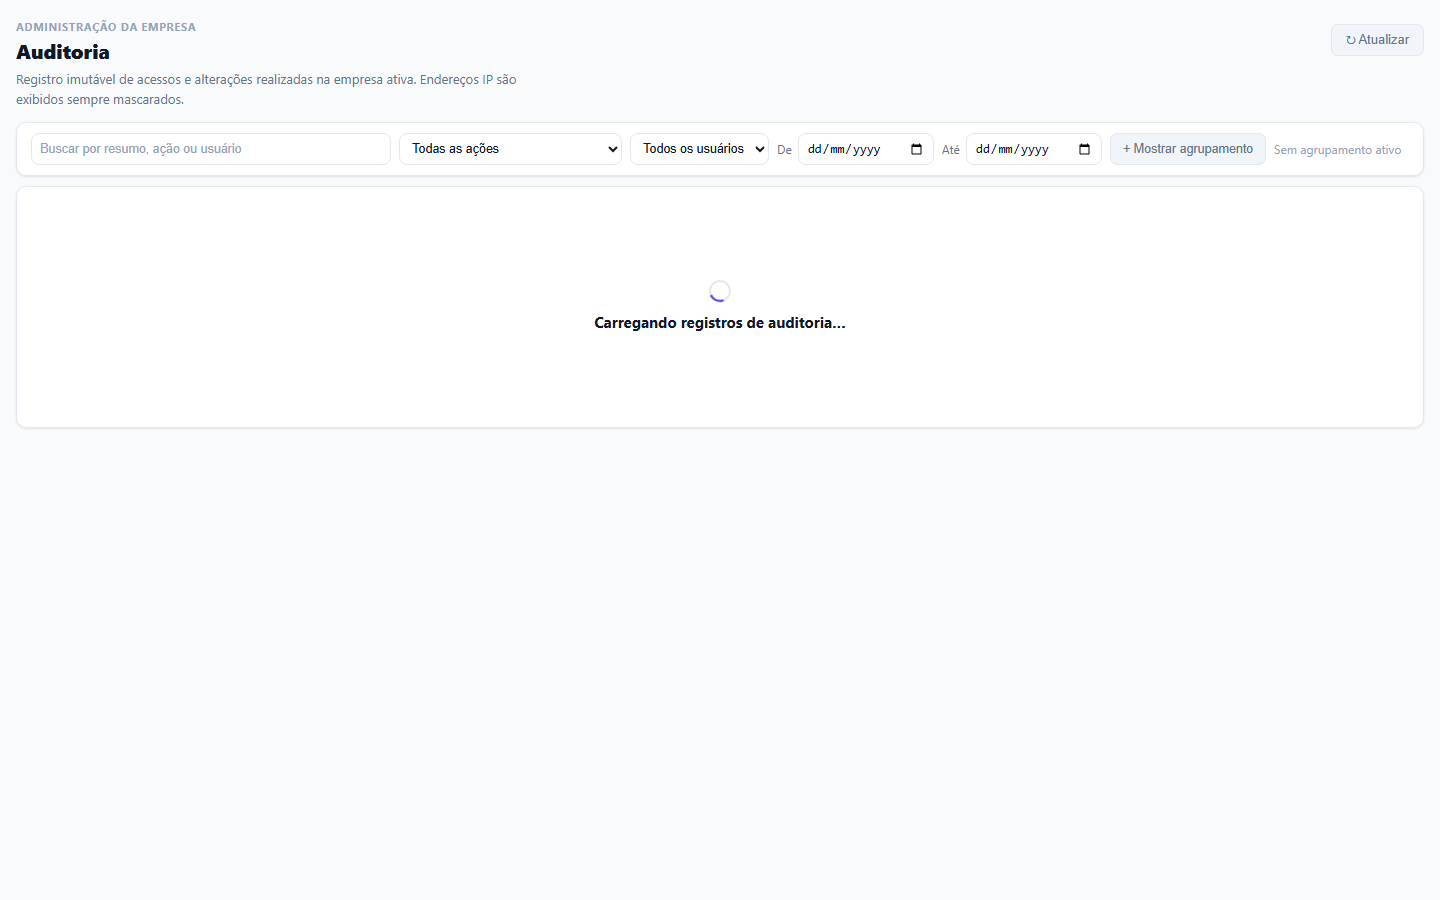 ADMINISTRAÇÃO DA EMPRESA
Auditoria
Registro imutável de acessos e alterações realizadas na empresa ativa. Endereços IP são
exibidos sempre mascarados.
↻ Atualizar
Buscar por resumo, ação ou usuário
Todas as ações
Todos os usuários
De
dd/mm/yyyy
Até
dd/mm/yyyy
+ Mostrar agrupamento
Sem agrupamento ativo
Carregando registros de auditoria...